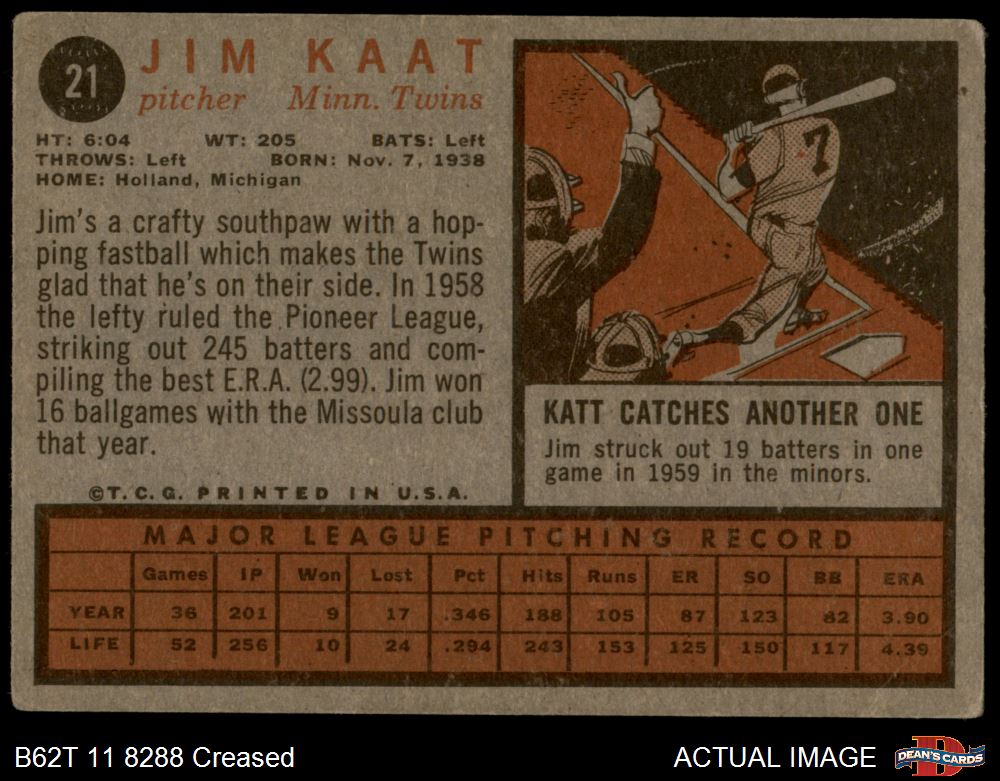 21
JIM KAAT
pitcher Minn. Twins
HT: 6:04 WT: 205 BATS: Left
THROWS: Left BORN: Nov. 7, 1938
HOME: Holland, Michigan
Jim's a crafty southpaw with a hop-
ping fastball which makes the Twins
glad that he's on their side. In 1958
the lefty ruled the Pioneer League,
striking out 245 batters and com-
piling the best E.R.A. (2.99). Jim won
16 ballgames with the Missoula club
that year.
©T.C.G. PRINTED IN U.S.A.
7
KATT CATCHES ANOTHER ONE
Jim struck out 19 batters in one
game in 1959 in the minors.
MAJOR LEAGUE PITCHING RECORD
Games IP Won Lost Pct Hits Runs ER SO BB ERA
YEAR 36 201 9 17 .346 188 105 87 123 82 3.90
LIFE 52 256 10 24 .294 243 153 125 150 117 4.39
B62T 11 8288 Creased
ACTUAL IMAGE
D
DEAN'S CARDS